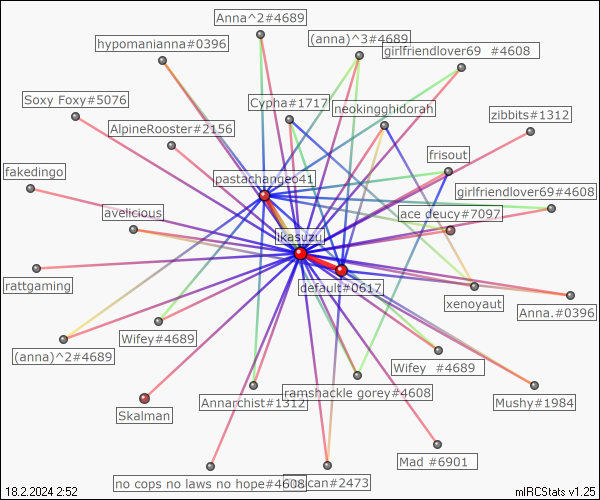 Anna^2#4689
hypomanianna#0396
(anna)^3#4689
girlfriendlover69 #4608
Soxy Foxy#5076
Cypha#1717
neokingghidorah
zibbits#1312
AlpineRooster#2156
frisout
fakedingo
pastachangeo41
girlfriendlover69#4608
avelicious
ace deucy#7097
ikasuzu
rattgaming
default#0617
xenoyaut
Anna.#0396
Wifey#4689
(anna)^2#4689
Wifey #4689
Skalman
Annarchist#1312
ramshackle gorey#4608
Mushy#1984
Mad #6901
no cops no laws no hope#4608
can#2473
18.2.2024 2:52
mIRCStats v1.25